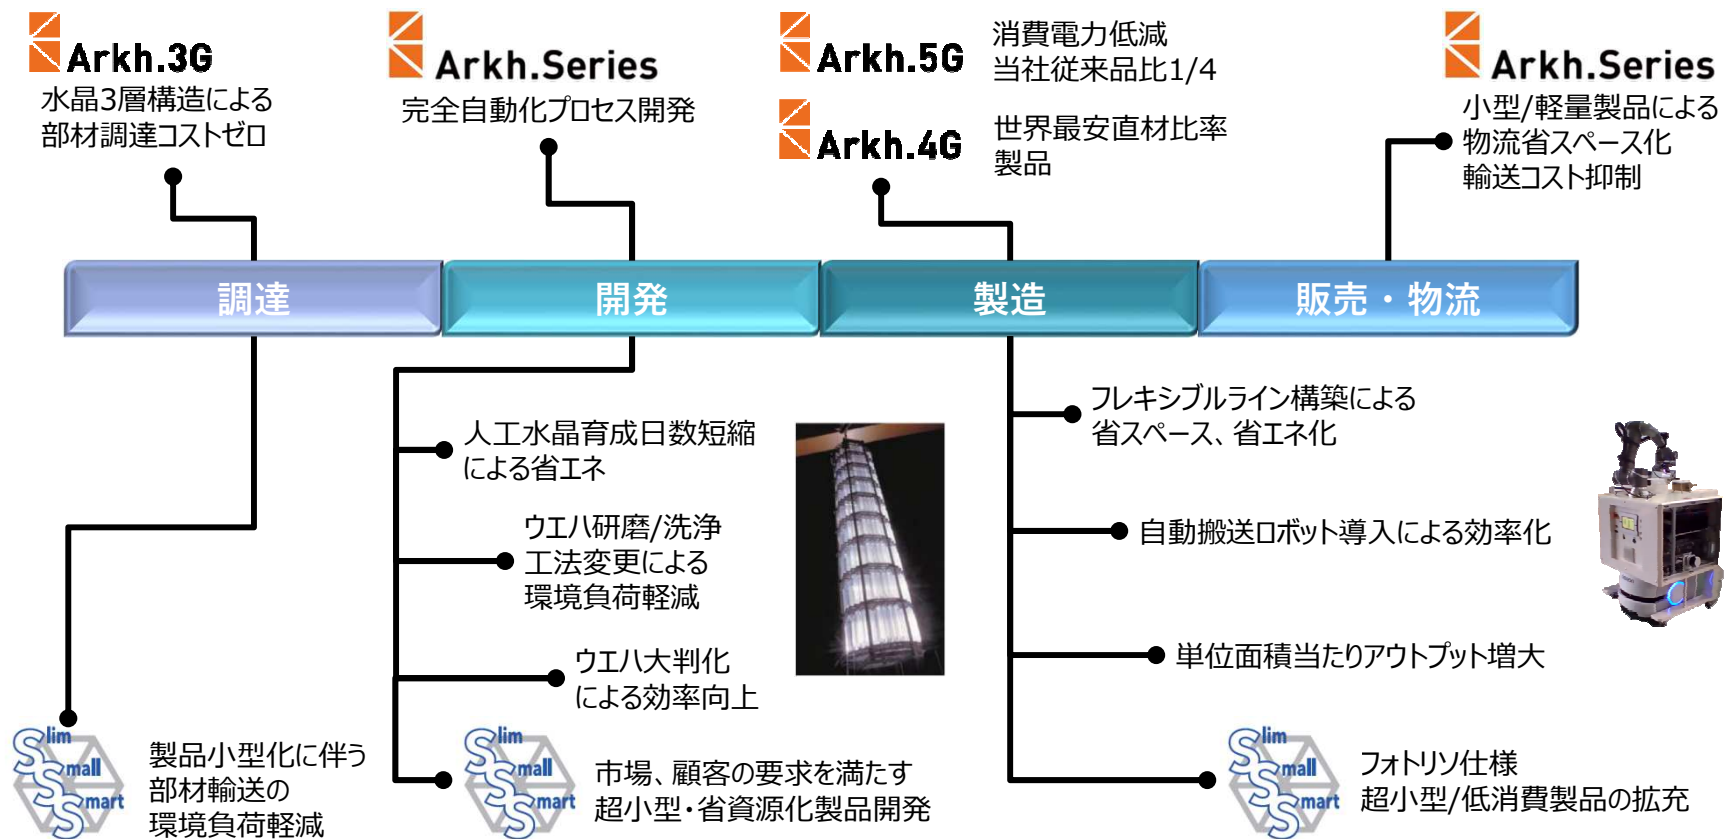 Arkh.3G
水晶3層構造による
部材調達コストゼロ
Arkh.Series
完全自動化プロセス開発
Arkh.5G
消費電力低減
当社従来品比1/4
Arkh.4G
世界最安直材比率
製品
Arkh.Series
小型/軽量製品による
物流省スペース化
輸送コスト抑制
調達
開発
製造
販売・物流
人工水晶育成日数短縮
による省エネ
ウエハ研磨/洗浄
工法変更による
環境負荷軽減
ウエハ大判化
による効率向上
フレキシブルライン構築による
省スペース、省エネ化
自動搬送ロボット導入による効率化
単位面積当たりアウトプット増大
Slim
Small
Smart
製品小型化に伴う
部材輸送の
環境負荷軽減
Slim
Small
Smart
市場、顧客の要求を満たす
超小型・省資源化製品開発
Slim
Small
Smart
フォトリソ仕様
超小型/低消費製品の拡充